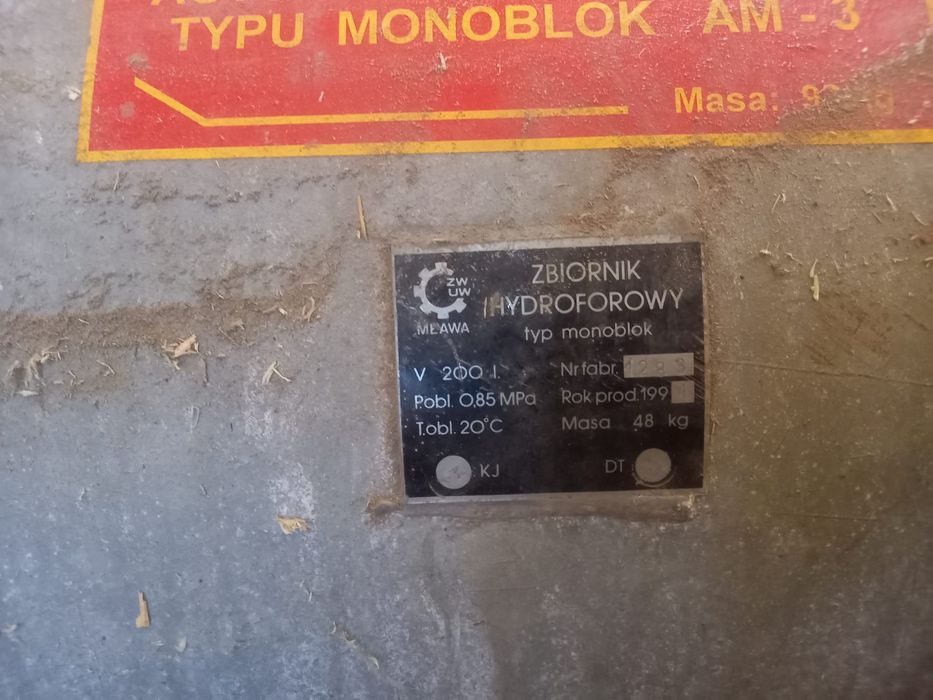 TYPU MONOBLOK AM - 3
Masa:
ZW
UW
MŁAWA
ZBIORNIK
HYDROFOROWY
typ monoblok
V 200 l.
P.obl. 0,85 MPa
T.obl. 20°C
Nr fabr.
Rok prod. 199
Masa 48 kg
KJ
DT